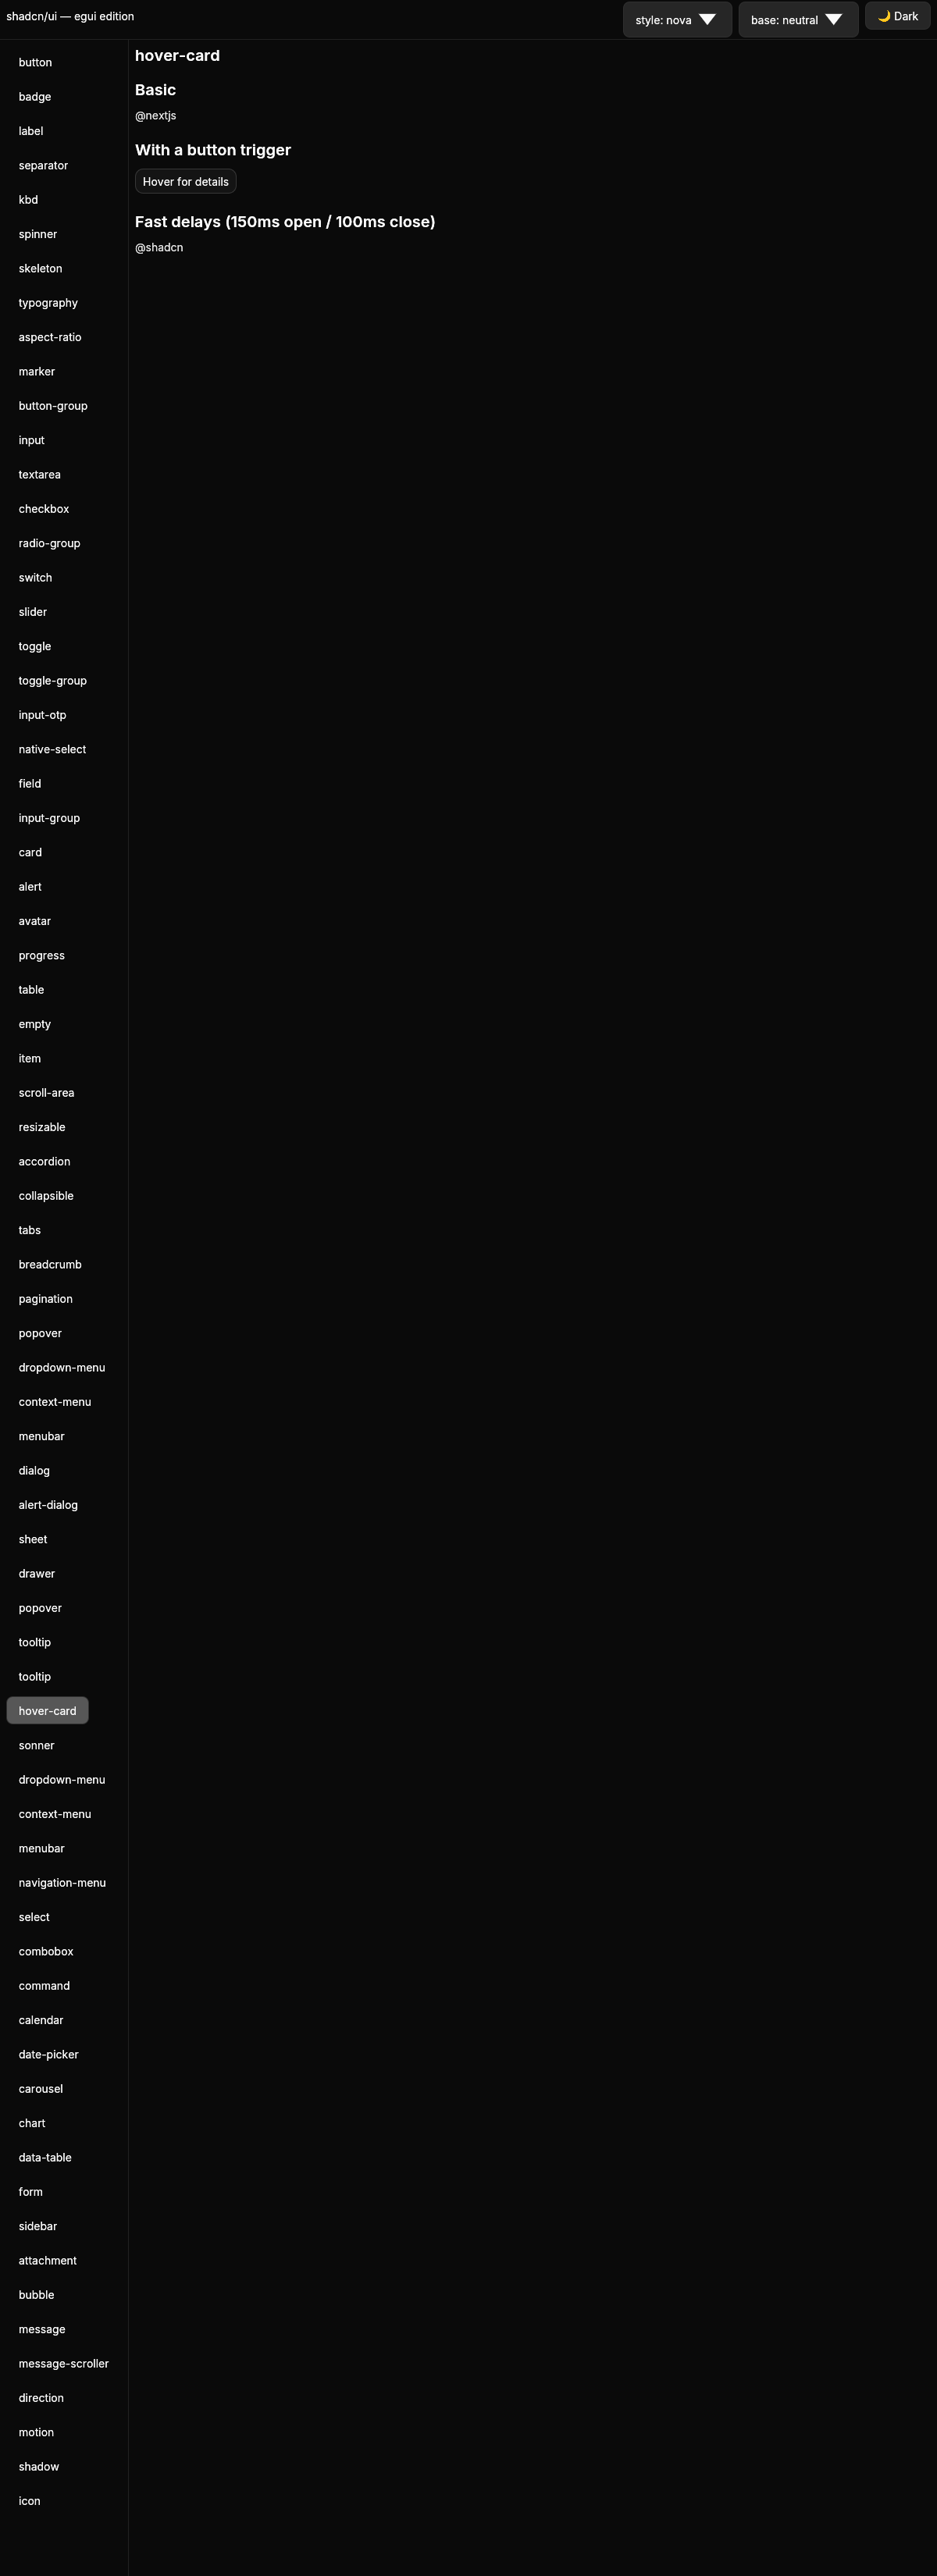 shadcn/ui — egui edition
style: nova
base: neutral
🌙 Dark
button
badge
label
separator
kbd
spinner
skeleton
typography
aspect-ratio
marker
button-group
input
textarea
checkbox
radio-group
switch
slider
toggle
toggle-group
input-otp
native-select
field
input-group
card
alert
avatar
progress
table
empty
item
scroll-area
resizable
accordion
collapsible
tabs
breadcrumb
pagination
popover
dropdown-menu
context-menu
menubar
dialog
alert-dialog
sheet
drawer
popover
tooltip
tooltip
hover-card
sonner
dropdown-menu
context-menu
menubar
navigation-menu
select
combobox
command
calendar
date-picker
carousel
chart
data-table
form
sidebar
attachment
bubble
message
message-scroller
direction
motion
shadow
icon
hover-card
Basic
@nextjs
With a button trigger
Hover for details
Fast delays (150ms open / 100ms close)
@shadcn